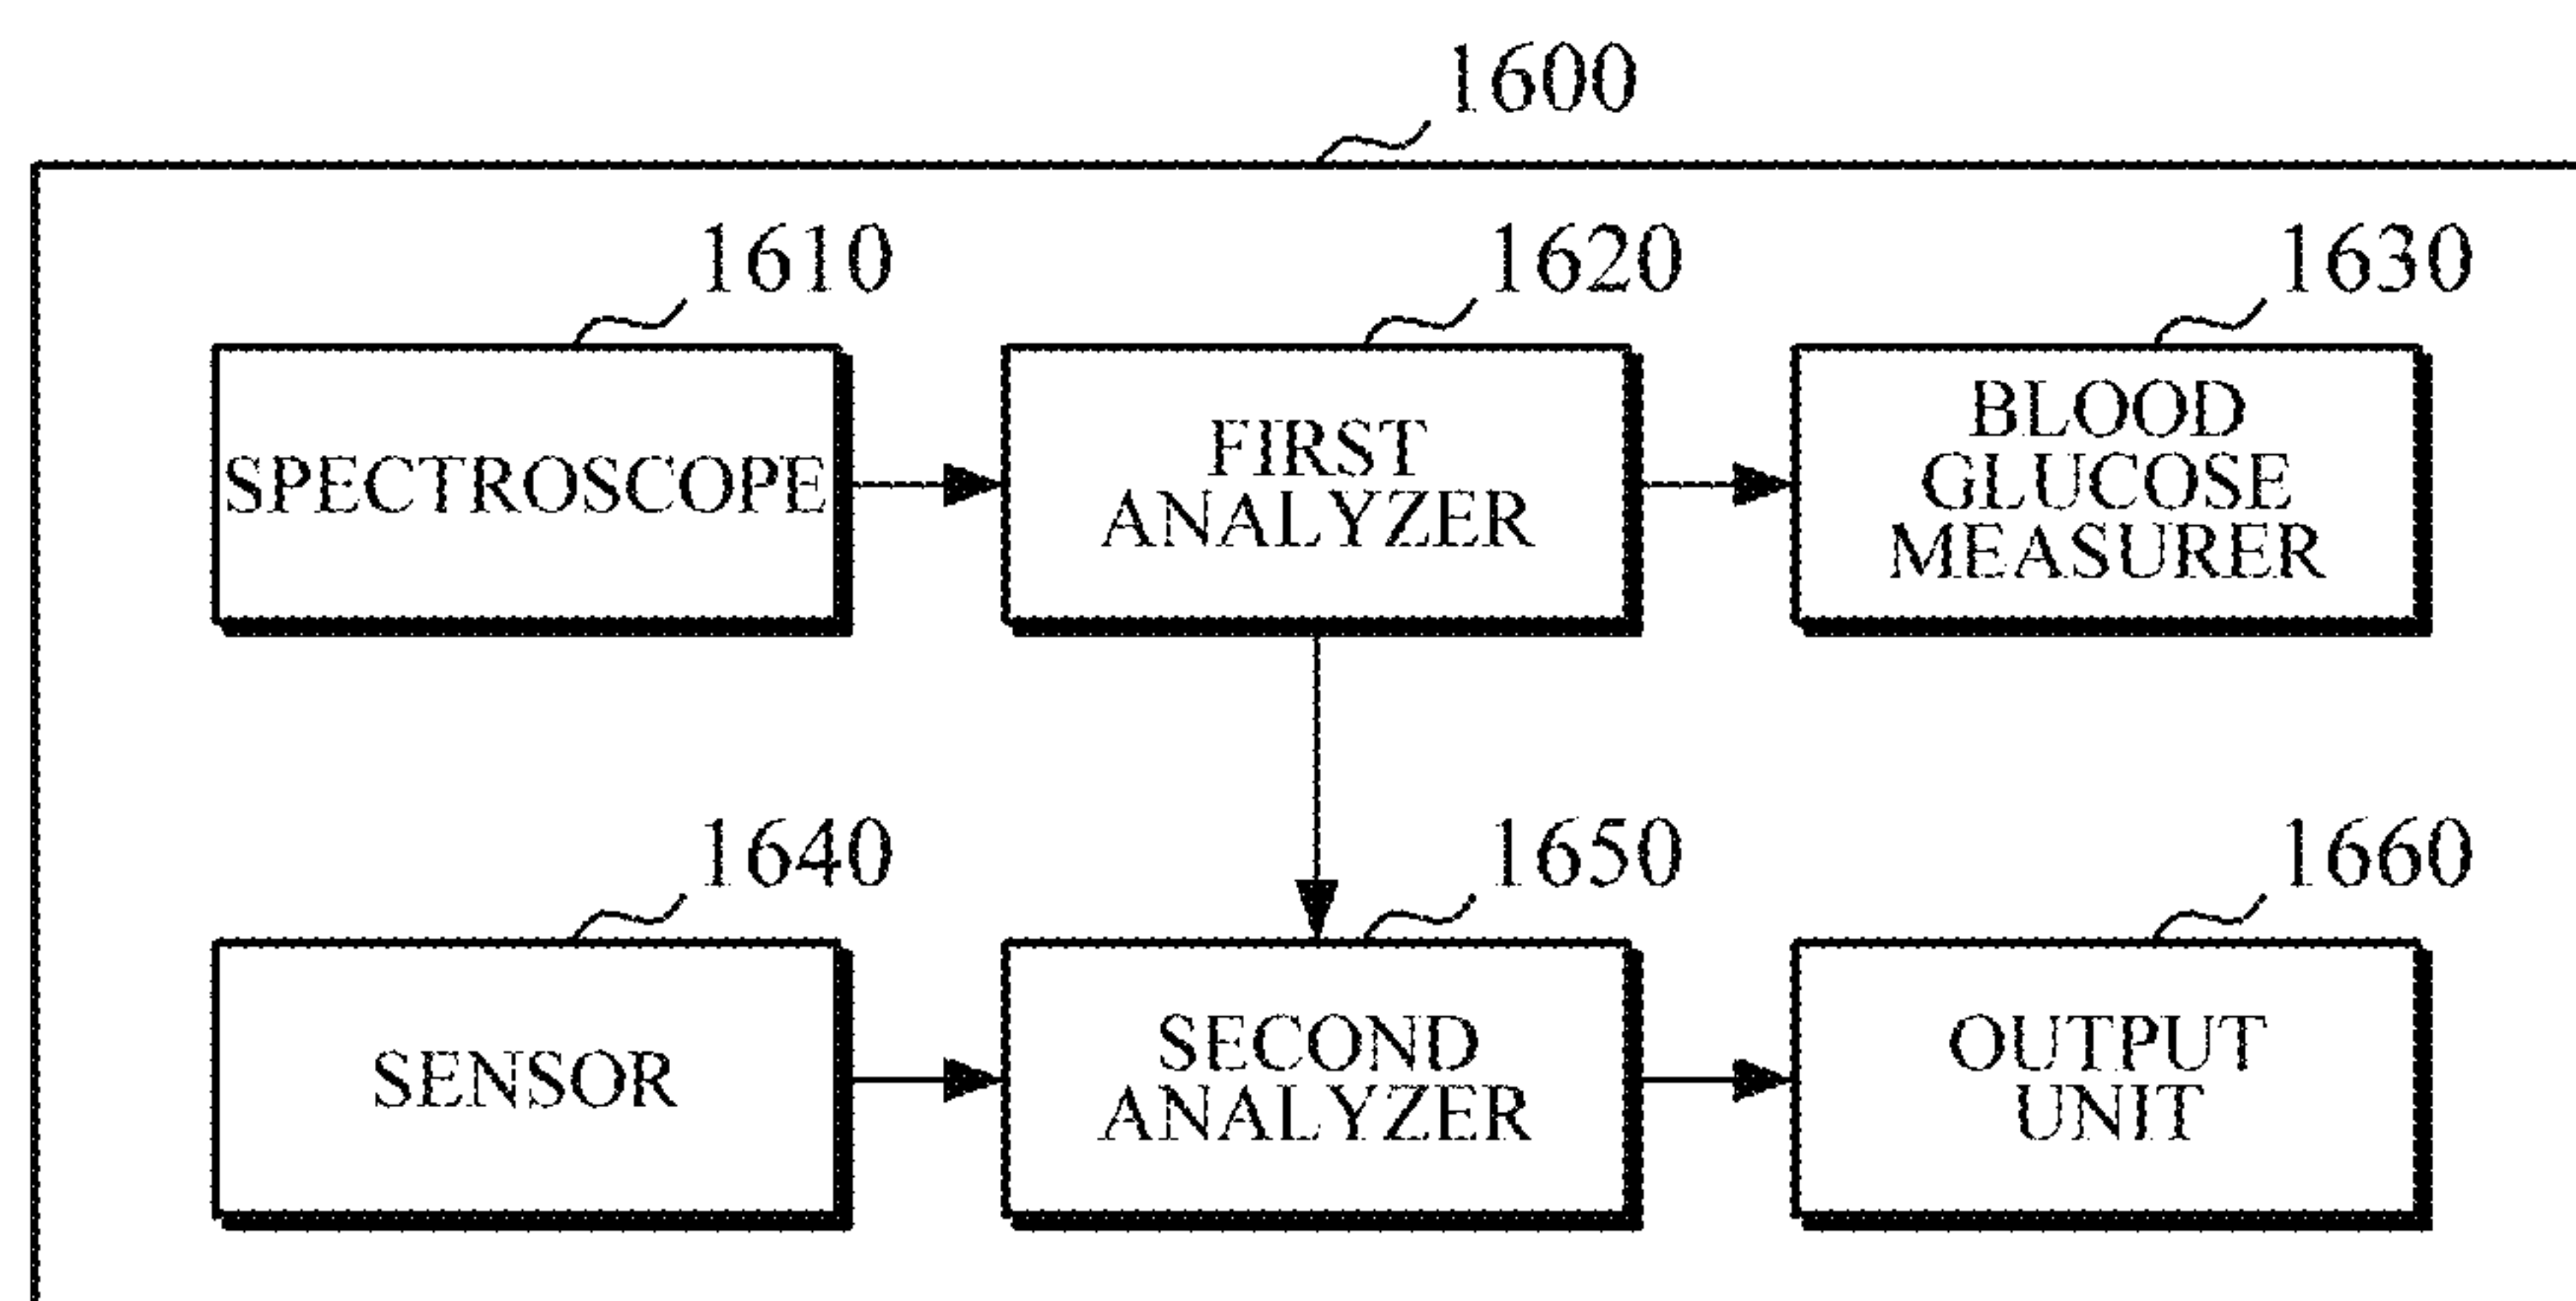 1600
1610
1620
1630
SPECTROSCOPE
FIRST
ANALYZER
BLOOD
GLUCOSE
MEASURER
1640
1650
1660
SENSOR
SECOND
ANALYZER
OUTPUT
UNIT